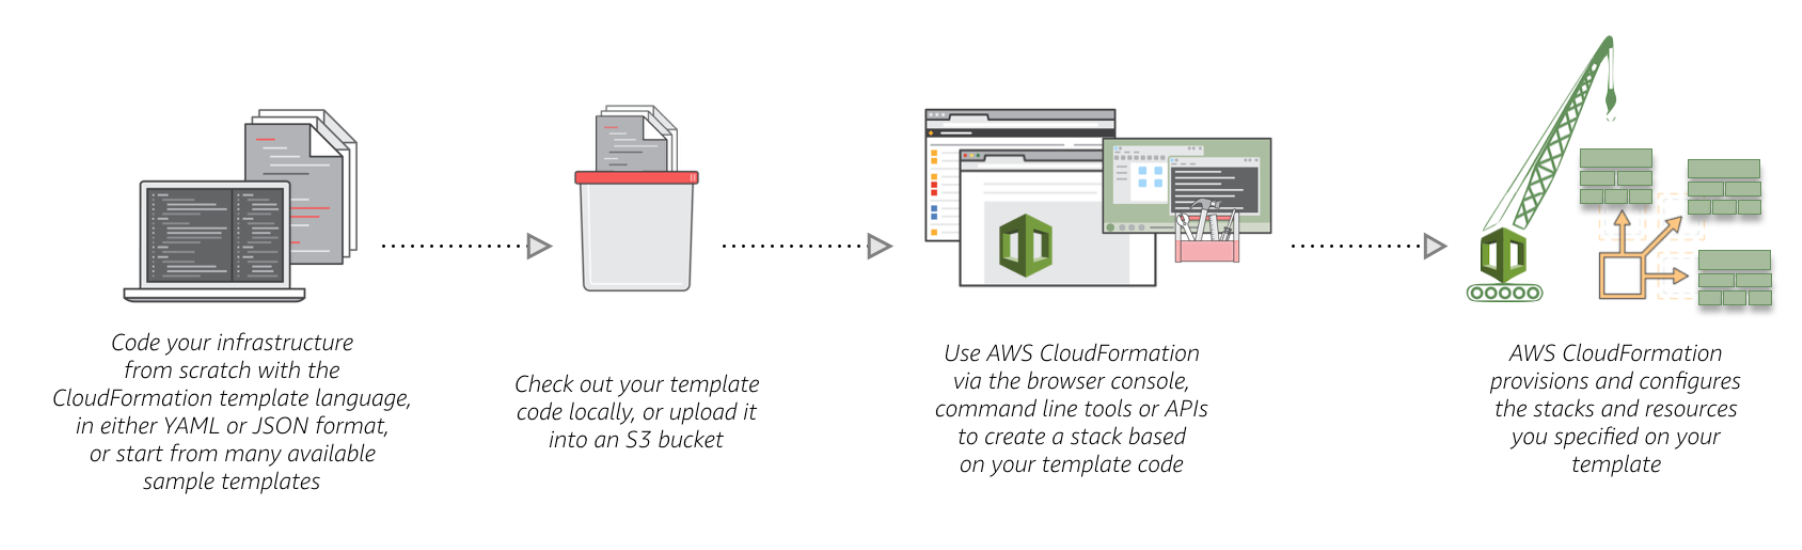 Code your infrastructure
from scratch with the
CloudFormation template language,
in either YAML or JSON format,
or start from many available
sample templates
Check out your template
code locally, or upload it
into an S3 bucket
Use AWS CloudFormation
via the browser console,
command line tools or APIs
to create a stack based
on your template code
AWS CloudFormation
provisions and configures
the stacks and resources
you specified on your
template